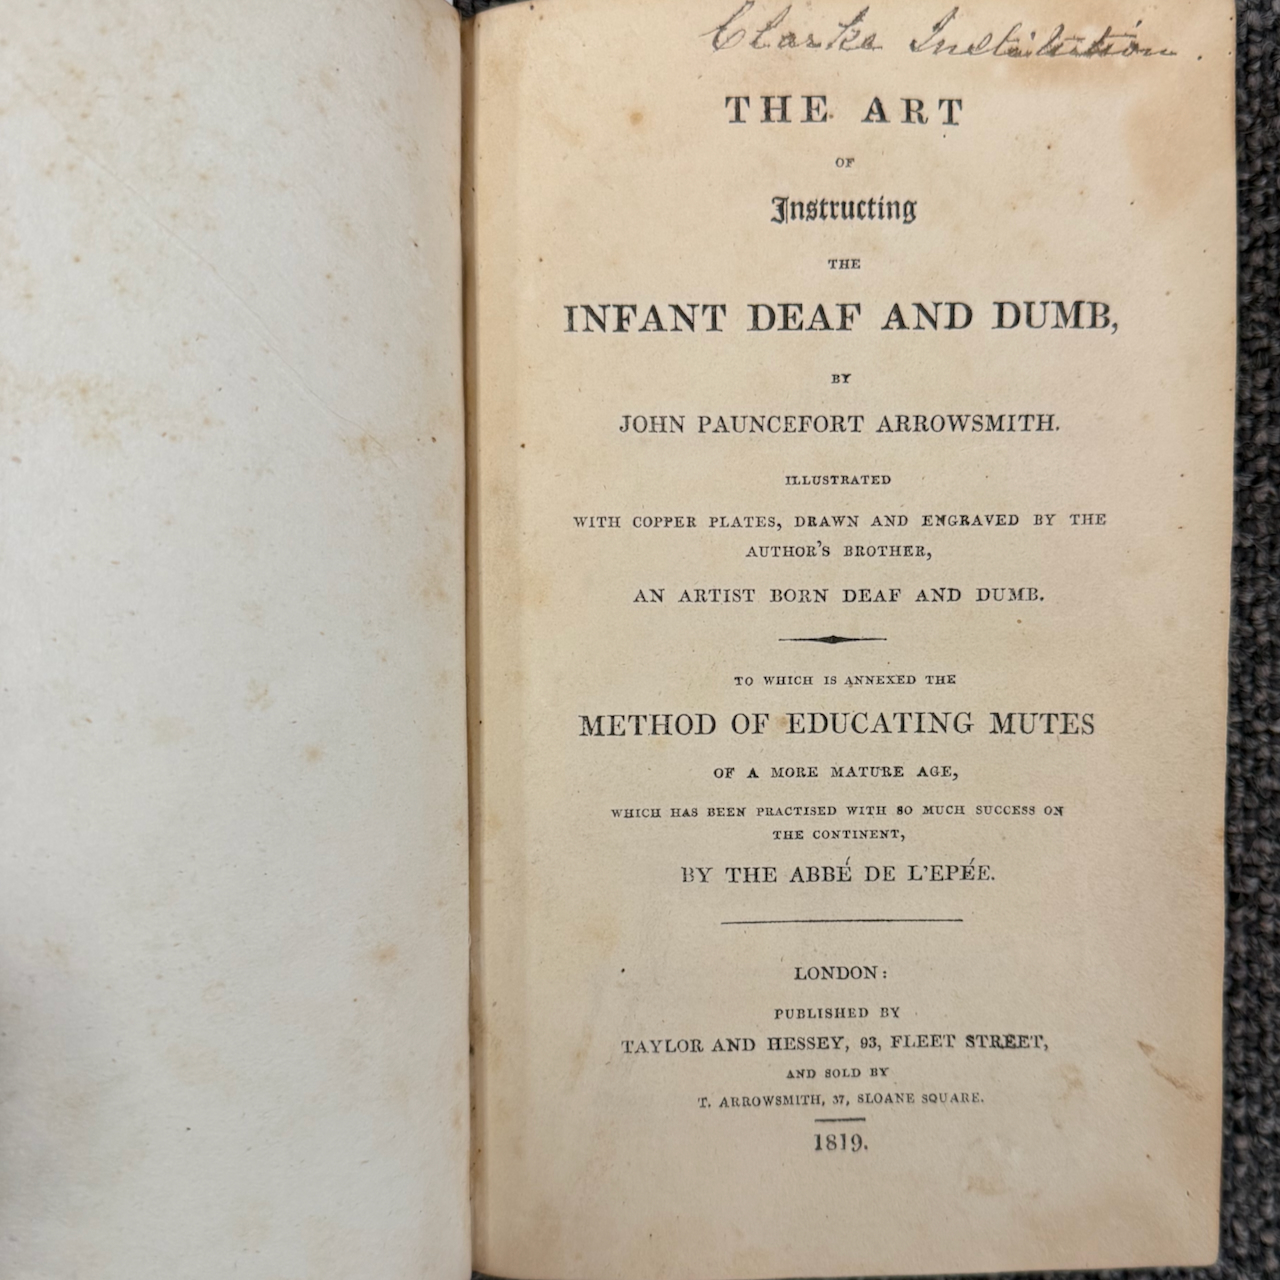 Clarke Institution.
THE ART
OF
Instructing
THE
INFANT DEAF AND DUMB,
BY
JOHN PAUNCEFORT ARROWSMITH.
ILLUSTRATED
WITH COPPER PLATES, DRAWN AND ENGRAVED BY THE
AUTHOR'S BROTHER,
AN ARTIST BORN DEAF AND DUMB.
TO WHICH IS ANNEXED THE
METHOD OF EDUCATING MUTES
OF A MORE MATURE AGE,
WHICH HAS BEEN PRACTISED WITH SO MUCH SUCCESS ON
THE CONTINENT,
BY THE ABBÉ DE L'EPÉE.
LONDON:
PUBLISHED BY
TAYLOR AND HESSEY, 93, FLEET STREET,
AND SOLD BY
T. ARROWSMITH, 37, SLOANE SQUARE.
1819.